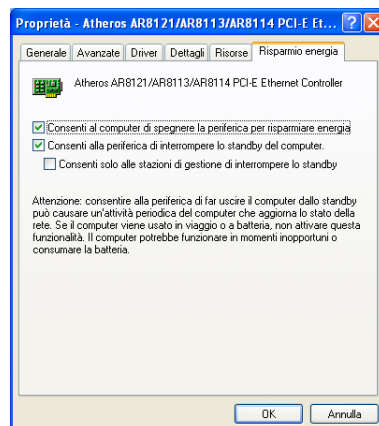 Proprietà - Atheros AR8121/AR8113/AR8114 PCI-E Et...
Generale Avanzate Driver Dettagli Risorse Risparmio energia
Atheros AR8121/AR8113/AR8114 PCI-E Ethernet Controller
Consenti al computer di spegnere la periferica per risparmiare energia
Consenti alla periferica di interrompere lo standby del computer.
Consenti solo alle stazioni di gestione di interrompere lo standby
Attenzione: consentire alla periferica di far uscire il computer dallo standby
può causare un'attività periodica del computer che aggiorna lo stato della
rete. Se il computer viene usato in viaggio o a batteria, non attivare questa
funzionalità. Il computer potrebbe funzionare in momenti inopportuni o
consumare la batteria.
OK Annulla